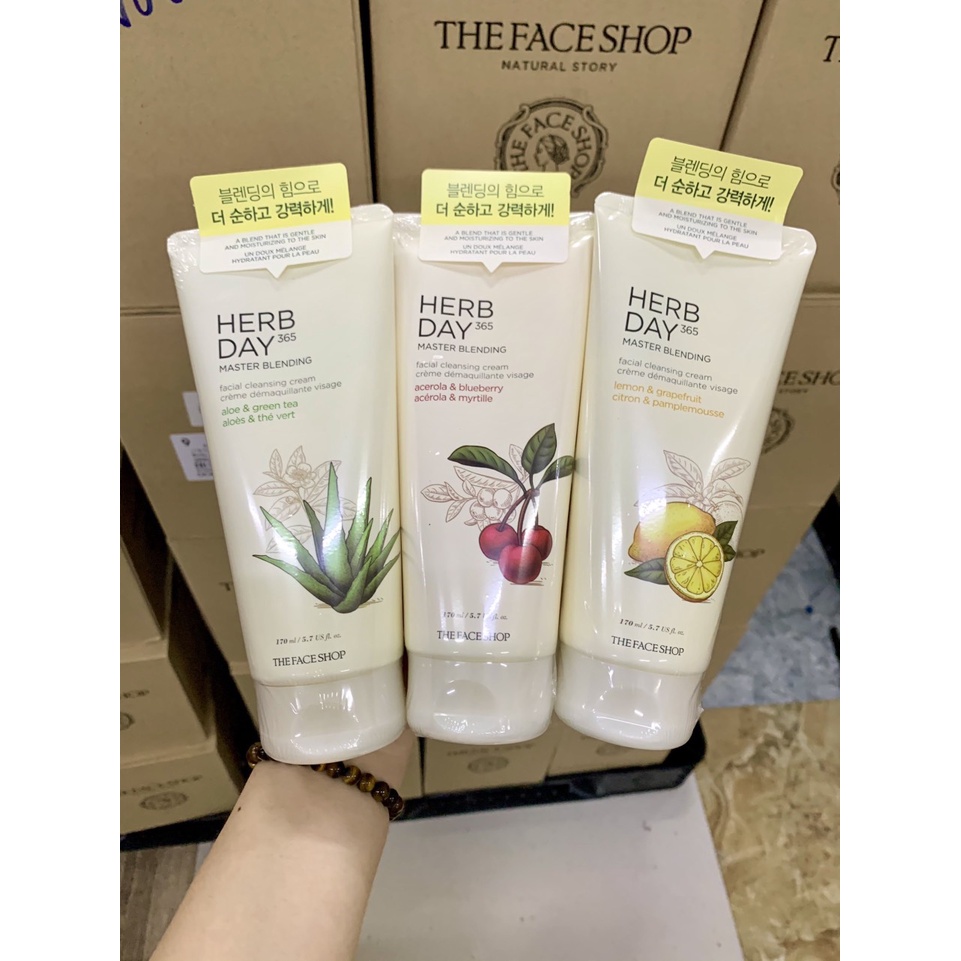 THE FACE SHOP
NATURAL STORY
THE FACE SHOP
블렌딩의 힘으로
더 순하고 강력하게!
A BLEND THAT IS GENTLE
AND MOISTURIZING TO THE SKIN
UN DOUX MÉLANGE
HYDRATANT POUR LA PEAU
HERB
DAY 365
MASTER BLENDING
facial cleansing cream
crème démaquillante visage
aloe & green tea
aloès & thé vert
170 ml / 5.7 US fl. oz.
THE FACE SHOP
블렌딩의 힘으로
더 순하고 강력하게!
A BLEND THAT IS GENTLE
AND MOISTURIZING TO THE SKIN
UN DOUX MÉLANGE
HYDRATANT POUR LA PEAU
HERB
DAY 365
MASTER BLENDING
facial cleansing cream
crème démaquillante visage
acerola & blueberry
acérola & myrtille
170 ml / 5.7 US fl. oz.
THE FACE SHOP
블렌딩의 힘으로
더 순하고 강력하게!
A BLEND THAT IS GENTLE
AND MOISTURIZING TO THE SKIN
UN DOUX MÉLANGE
HYDRATANT POUR LA PEAU
HERB
DAY 365
MASTER BLENDING
facial cleansing cream
crème démaquillante visage
lemon & grapefruit
citron & pamplemousse
170 ml / 5.7 US fl. oz.
THE FACE SHOP